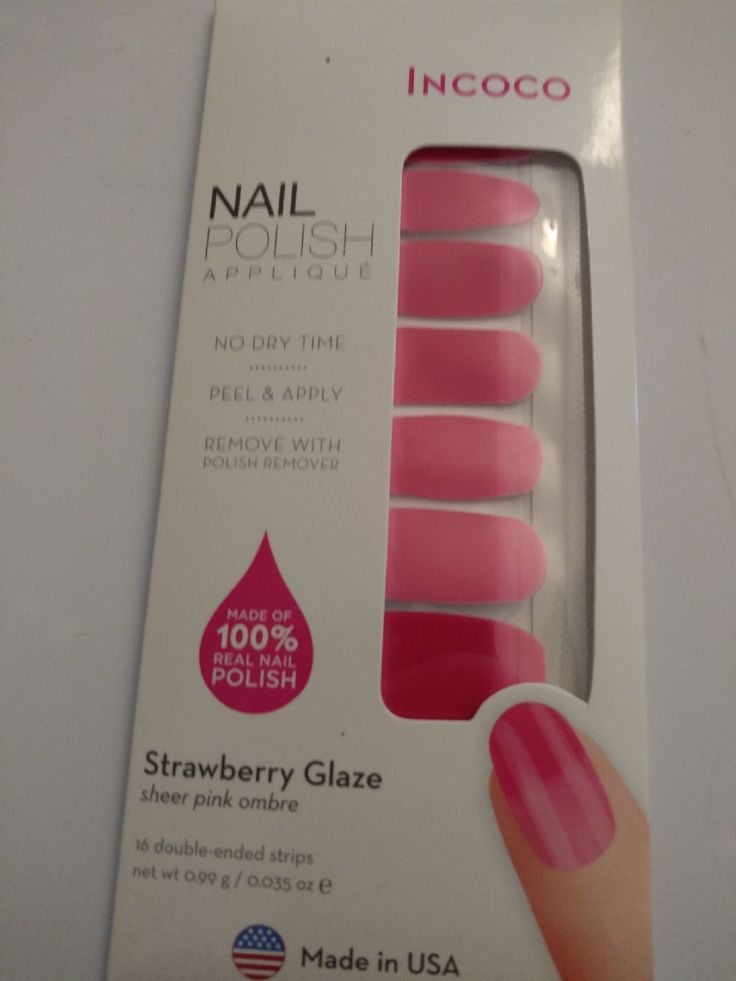 INCOCO
NAIL
POLISH
APPLIQUÉ
NO DRY TIME
PEEL & APPLY
REMOVE WITH
POLISH REMOVER
MADE OF
100%
REAL NAIL
POLISH
Strawberry Glaze
sheer pink ombre
16 double-ended strips
net wt 0.99 g / 0.035 oz ℮
Made in USA